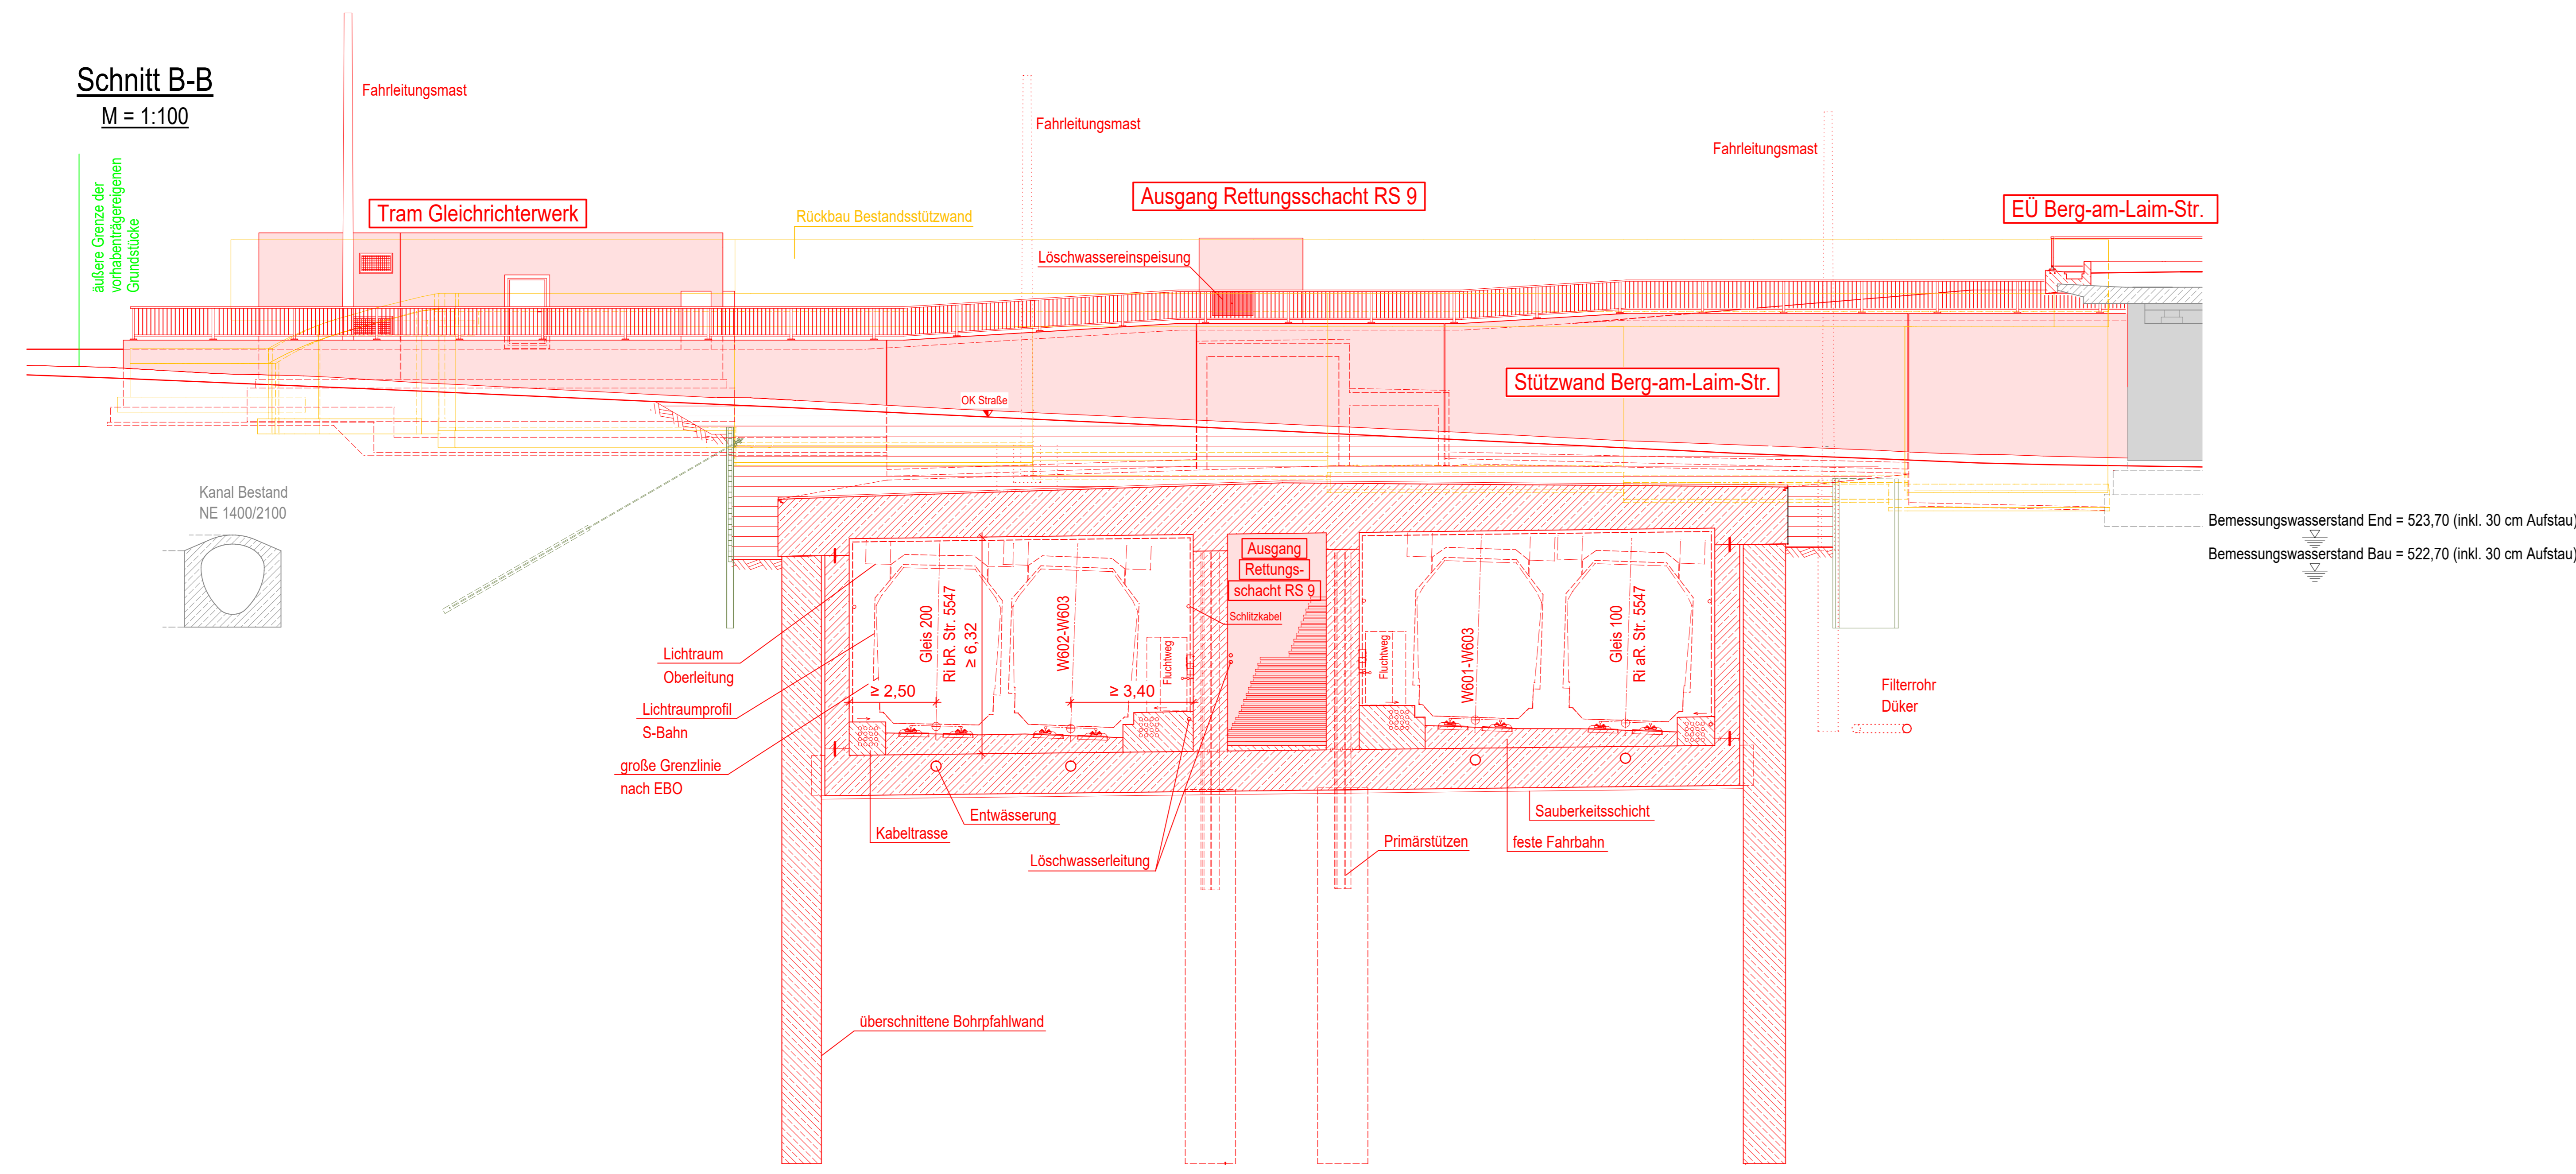 Schnitt B-B
M = 1:100
Fahrleitungsmast
Fahrleitungsmast
Fahrleitungsmast
äußere Grenze der
vorhabenträgereigenen
Grundstücke
Tram Gleichrichterwerk
Rückbau Bestandsstützwand
Ausgang Rettungsschacht RS 9
EÜ Berg-am-Laim-Str.
Löschwassereinspeisung
Stützwand Berg-am-Laim-Str.
OK Straße
Kanal Bestand
NE 1400/2100
Bemessungswasserstand End = 523,70 (inkl. 30 cm Aufstau)
Bemessungswasserstand Bau = 522,70 (inkl. 30 cm Aufstau)
Ausgang
Rettungs-
schacht RS 9
Schlitzkabel
Gleis 200
Ri bR. Str. 5547
≥ 6,32
W602-W603
Fluchtweg
Fluchtweg
W601-W603
Gleis 100
Ri aR. Str. 5547
≥ 2,50
≥ 3,40
Lichtraum
Oberleitung
Lichtraumprofil
S-Bahn
große Grenzlinie
nach EBO
Filterrohr
Düker
Kabeltrasse
Entwässerung
Löschwasserleitung
Primärstützen
Sauberkeitsschicht
feste Fahrbahn
überschnittene Bohrpfahlwand